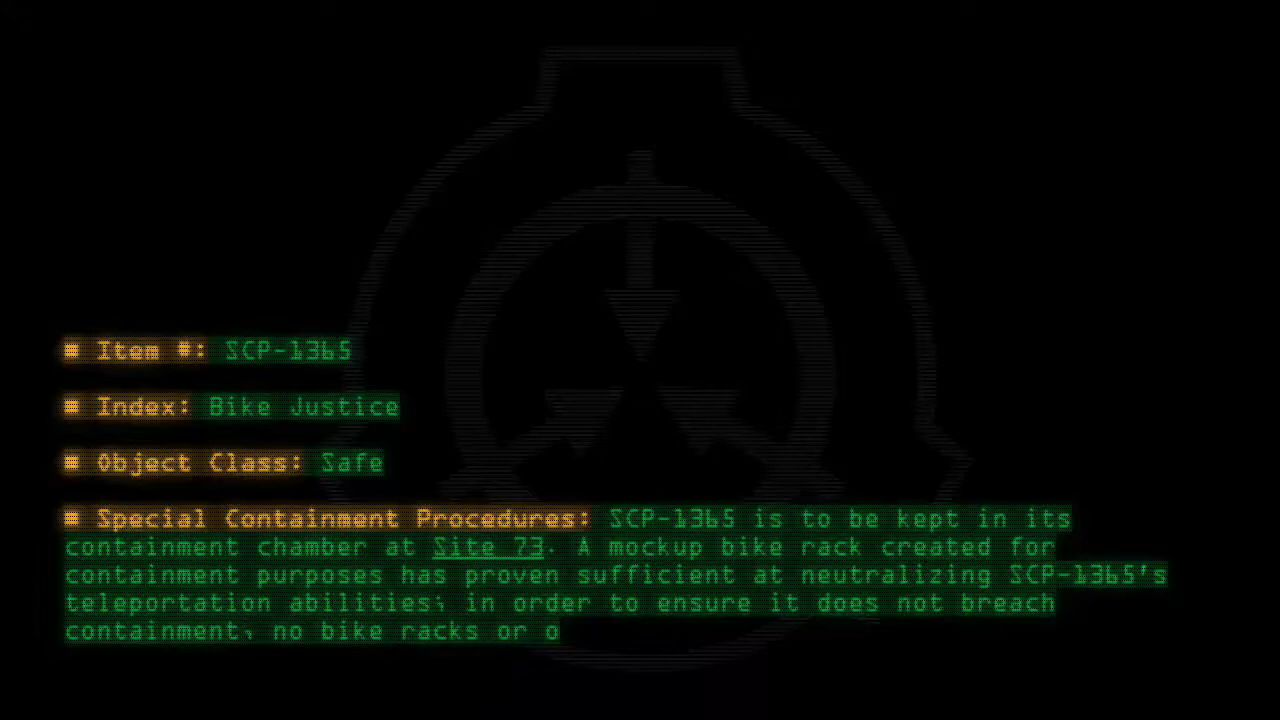 ■ Item #: SCP-1365
■ Index: Bike Justice
■ Object Class: Safe
■ Special Containment Procedures: SCP-1365 is to be kept in its
containment chamber at Site 73. A mockup bike rack created for
containment purposes has proven sufficient at neutralizing SCP-1365's
teleportation abilities; in order to ensure it does not breach
containment, no bike racks or o